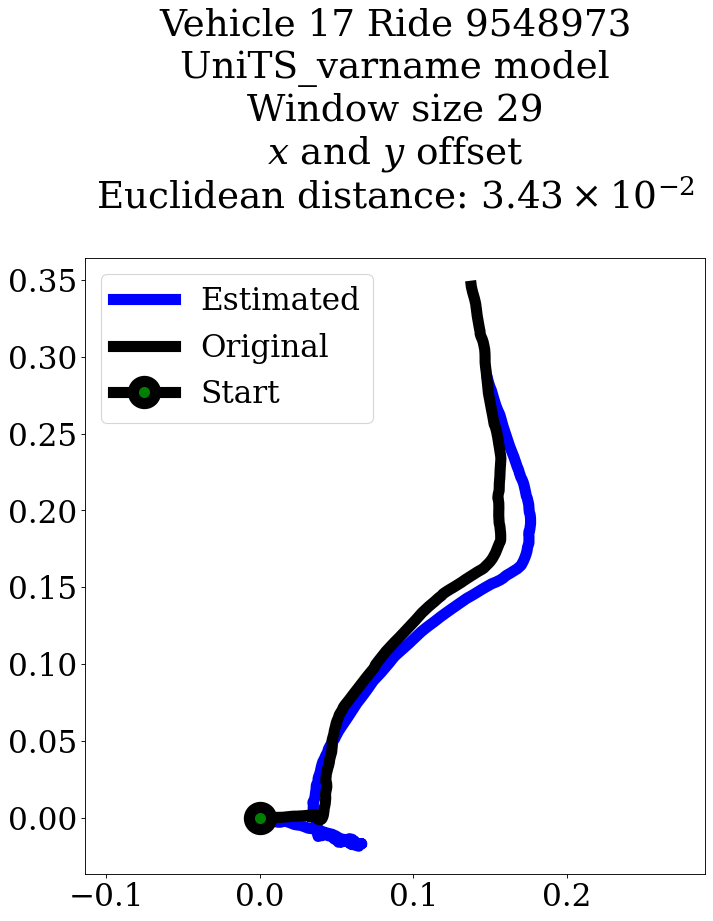 Vehicle 17 Ride 9548973
UniTS_varname model
Window size 29
x and y offset
Euclidean distance: 3.43 × 10⁻²
Estimated
Original
Start
0.35
0.30
0.25
0.20
0.15
0.10
0.05
0.00
−0.1 0.0 0.1 0.2